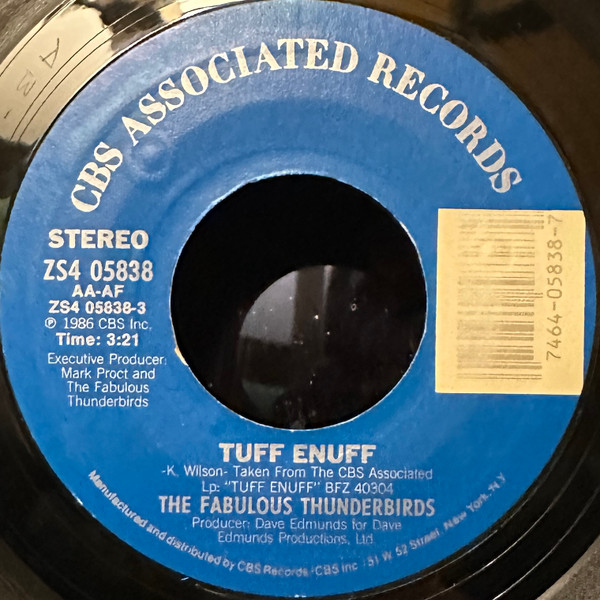 CBS ASSOCIATED RECORDS
STEREO
ZS4 05838
AA-AF
ZS4 05838-3
℗ 1986 CBS Inc.
Time: 3:21
Executive Producer:
Mark Proct and
The Fabulous
Thunderbirds
7464-05838-7
TUFF ENUFF
-K. Wilson- Taken From The CBS Associated
Lp: "TUFF ENUFF" BFZ 40304
THE FABULOUS THUNDERBIRDS
Producer: Dave Edmunds for Dave
Edmunds Productions, Ltd.
Manufactured and distributed by CBS Records/CBS Inc./51 W 52 Street, New York, N.Y.